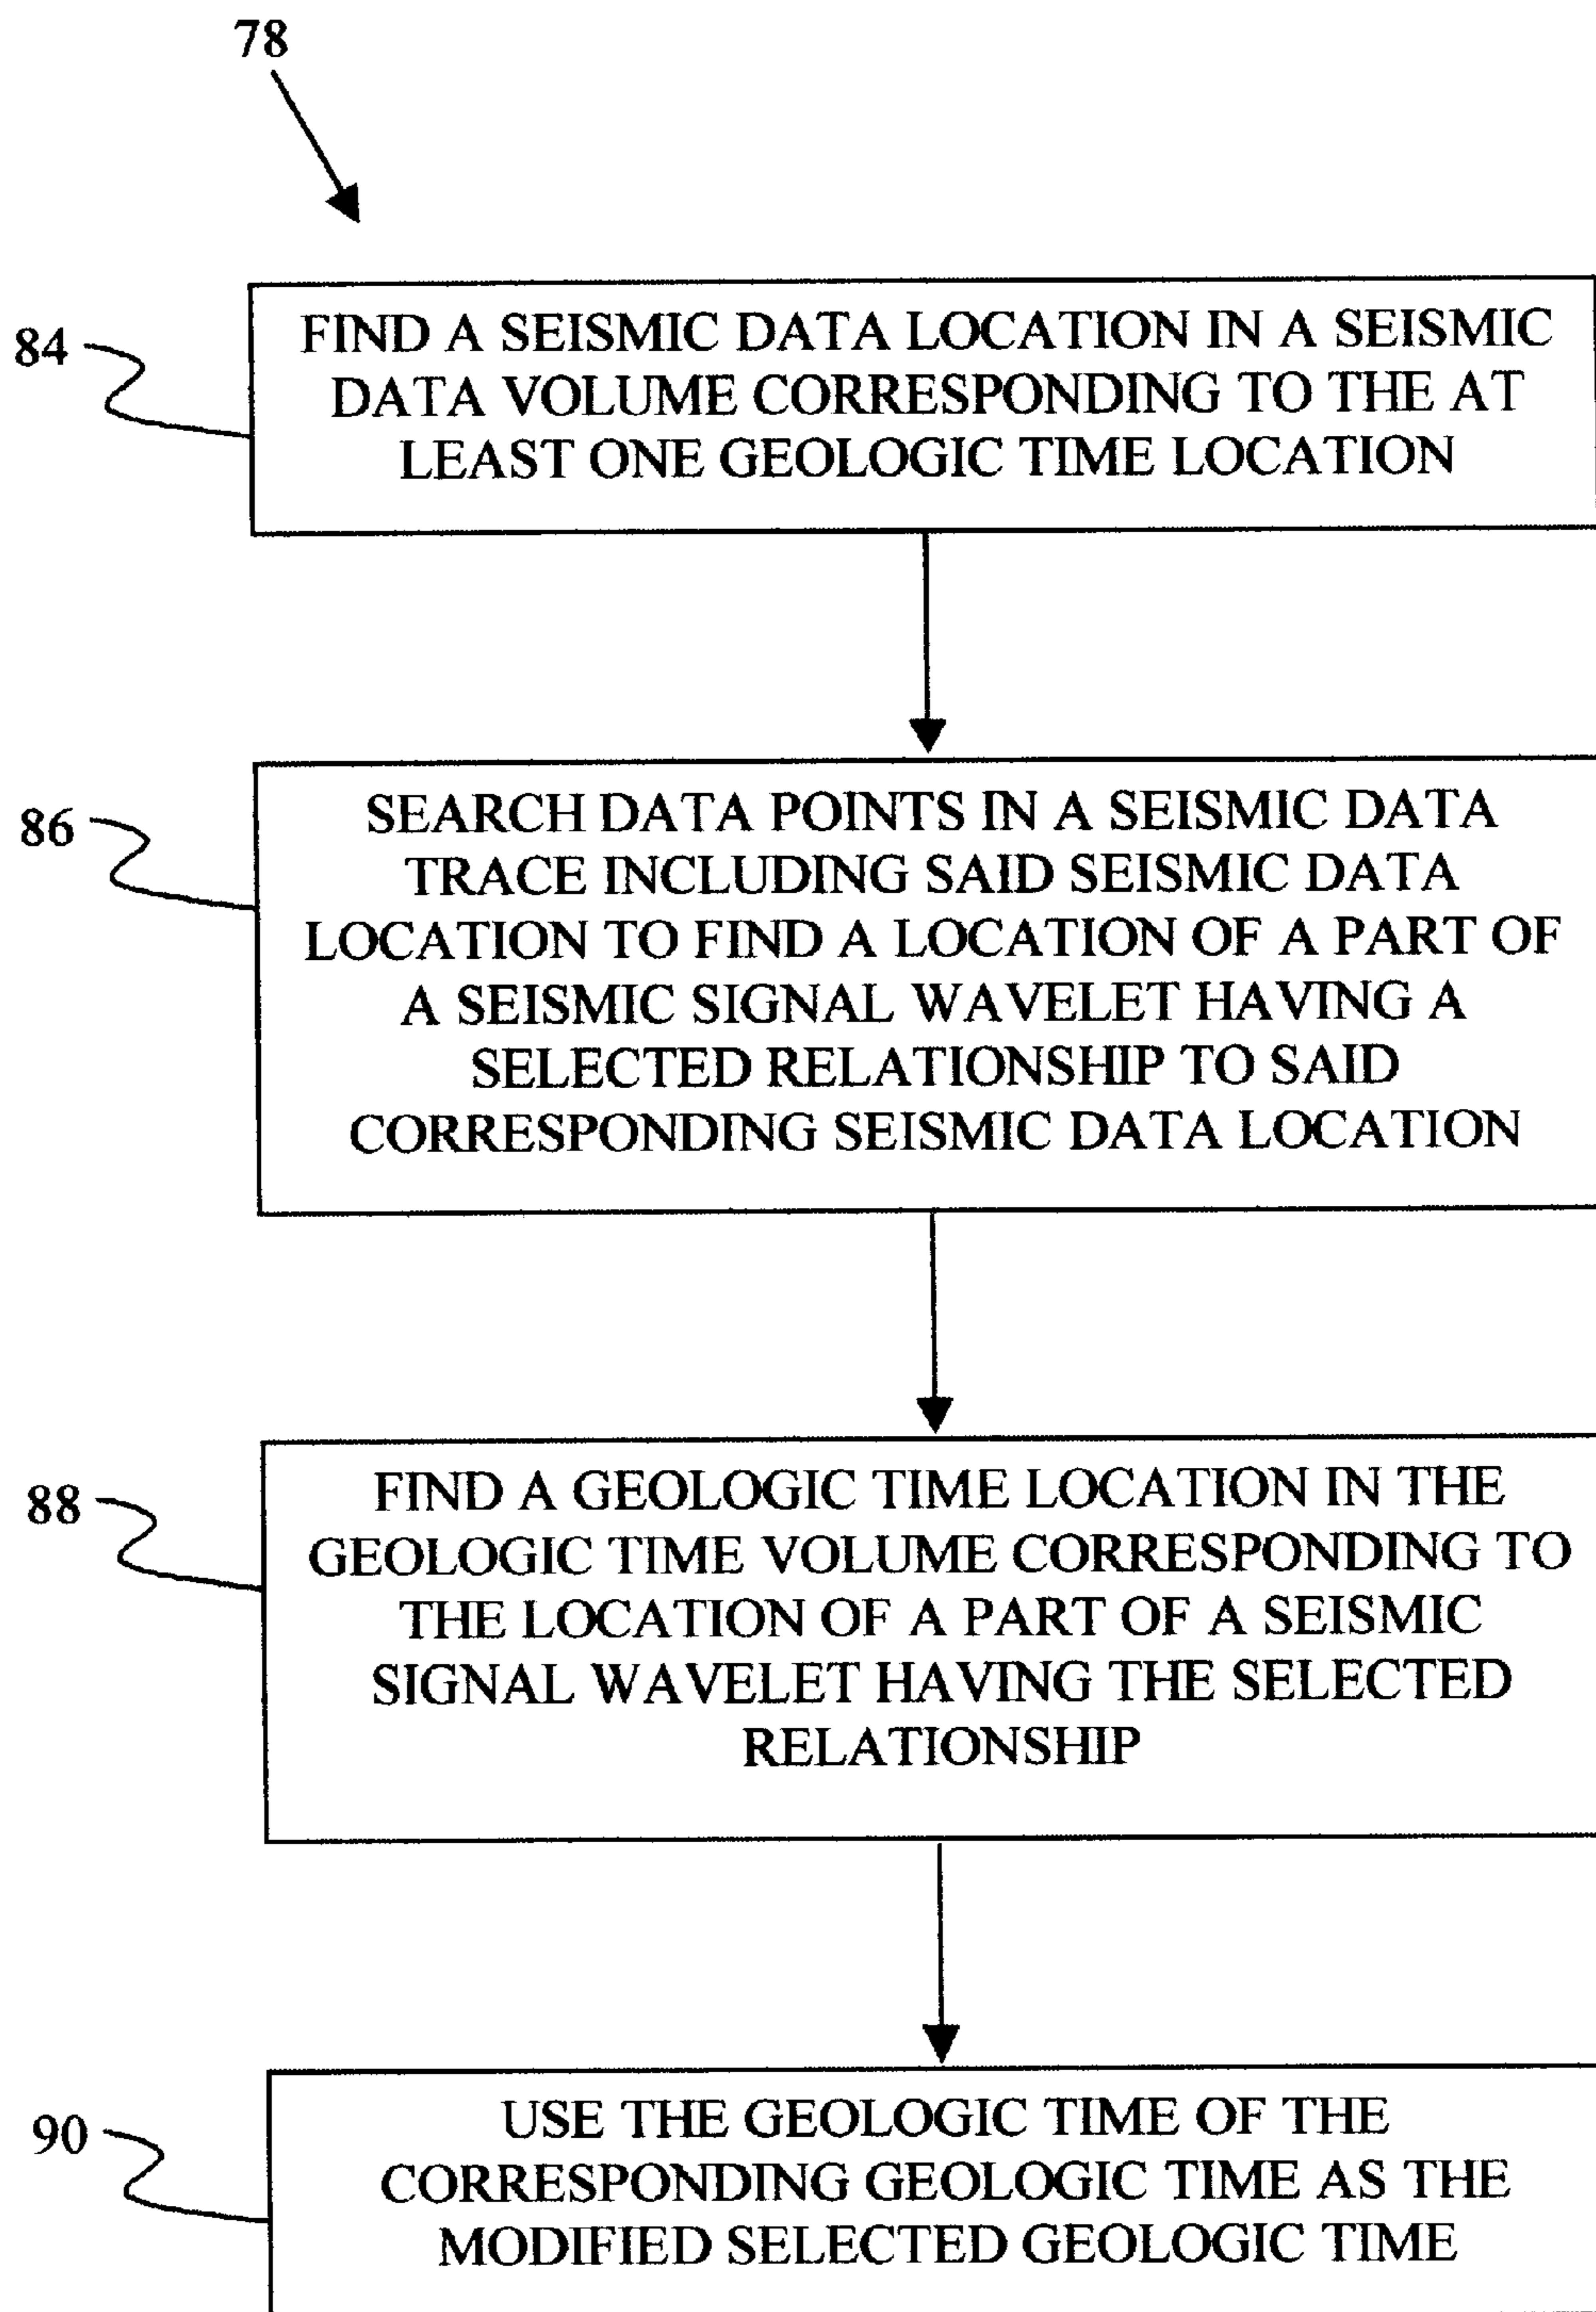 78
84
FIND A SEISMIC DATA LOCATION IN A SEISMIC
DATA VOLUME CORRESPONDING TO THE AT
LEAST ONE GEOLOGIC TIME LOCATION
86
SEARCH DATA POINTS IN A SEISMIC DATA
TRACE INCLUDING SAID SEISMIC DATA
LOCATION TO FIND A LOCATION OF A PART OF
A SEISMIC SIGNAL WAVELET HAVING A
SELECTED RELATIONSHIP TO SAID
CORRESPONDING SEISMIC DATA LOCATION
88
FIND A GEOLOGIC TIME LOCATION IN THE
GEOLOGIC TIME VOLUME CORRESPONDING TO
THE LOCATION OF A PART OF A SEISMIC
SIGNAL WAVELET HAVING THE SELECTED
RELATIONSHIP
90
USE THE GEOLOGIC TIME OF THE
CORRESPONDING GEOLOGIC TIME AS THE
MODIFIED SELECTED GEOLOGIC TIME